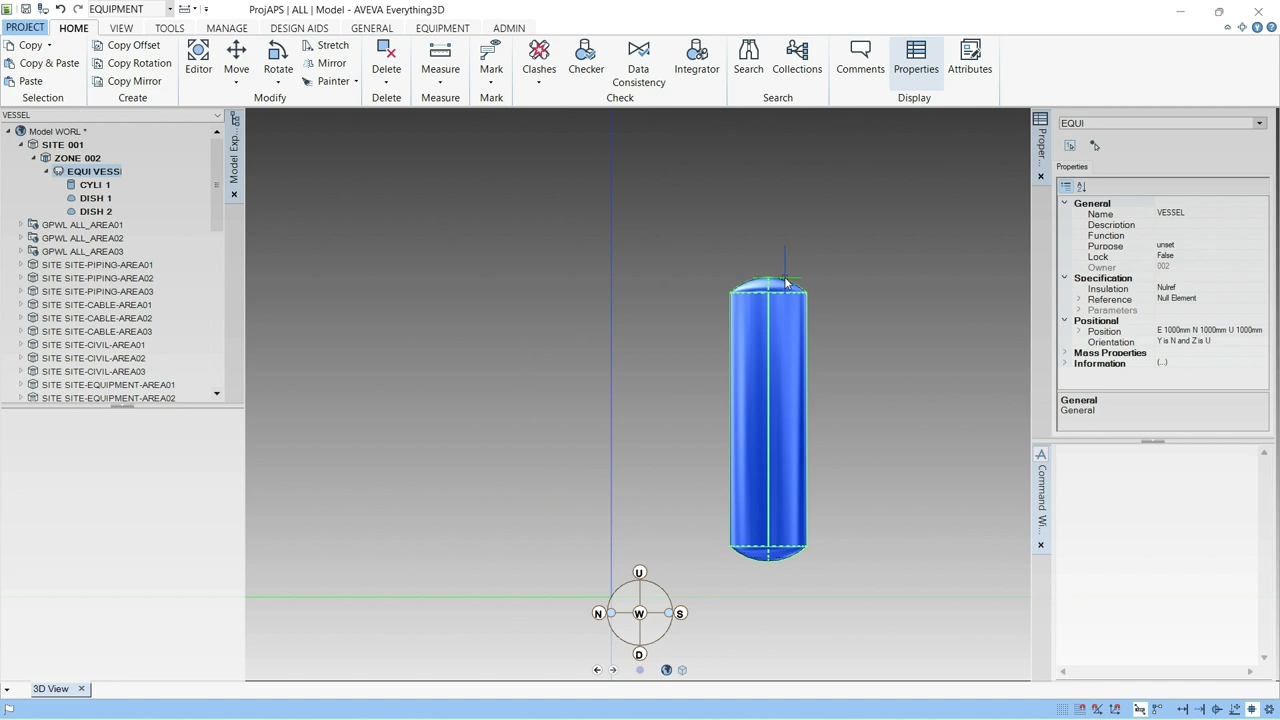 EQUIPMENT
ProjAPS | ALL | Model - AVEVA Everything3D
PROJECT HOME VIEW TOOLS MANAGE DESIGN AIDS GENERAL EQUIPMENT ADMIN
Copy
Copy & Paste
Paste
Selection
Copy Offset
Copy Rotation
Copy Mirror
Create
Editor
Move
Rotate
Stretch
Mirror
Painter
Modify
Delete
Delete
Measure
Measure
Mark
Mark
Clashes
Checker
Data Consistency
Integrator
Check
Search
Collections
Search
Comments
Properties
Attributes
Display
VESSEL
Model WORL *
SITE 001
ZONE 002
EQUI VESS
CYLI 1
DISH 1
DISH 2
GPWL ALL_AREA01
GPWL ALL_AREA02
GPWL ALL_AREA03
SITE SITE-PIPING-AREA01
SITE SITE-PIPING-AREA02
SITE SITE-PIPING-AREA03
SITE SITE-CABLE-AREA01
SITE SITE-CABLE-AREA02
SITE SITE-CABLE-AREA03
SITE SITE-CIVIL-AREA01
SITE SITE-CIVIL-AREA02
SITE SITE-CIVIL-AREA03
SITE SITE-EQUIPMENT-AREA01
SITE SITE-EQUIPMENT-AREA02
Model Exp...
U
N W S
D
3D View
Proper...
EQUI
Properties
General
Name VESSEL
Description
Function
Purpose unset
Lock False
Owner 002
Specification
Insulation Nulref
Reference Null Element
Parameters
Positional
Position E 1000mm N 1000mm U 1000mm
Orientation Y is N and Z is U
Mass Properties
Information (...)
General
General
Command Wi...